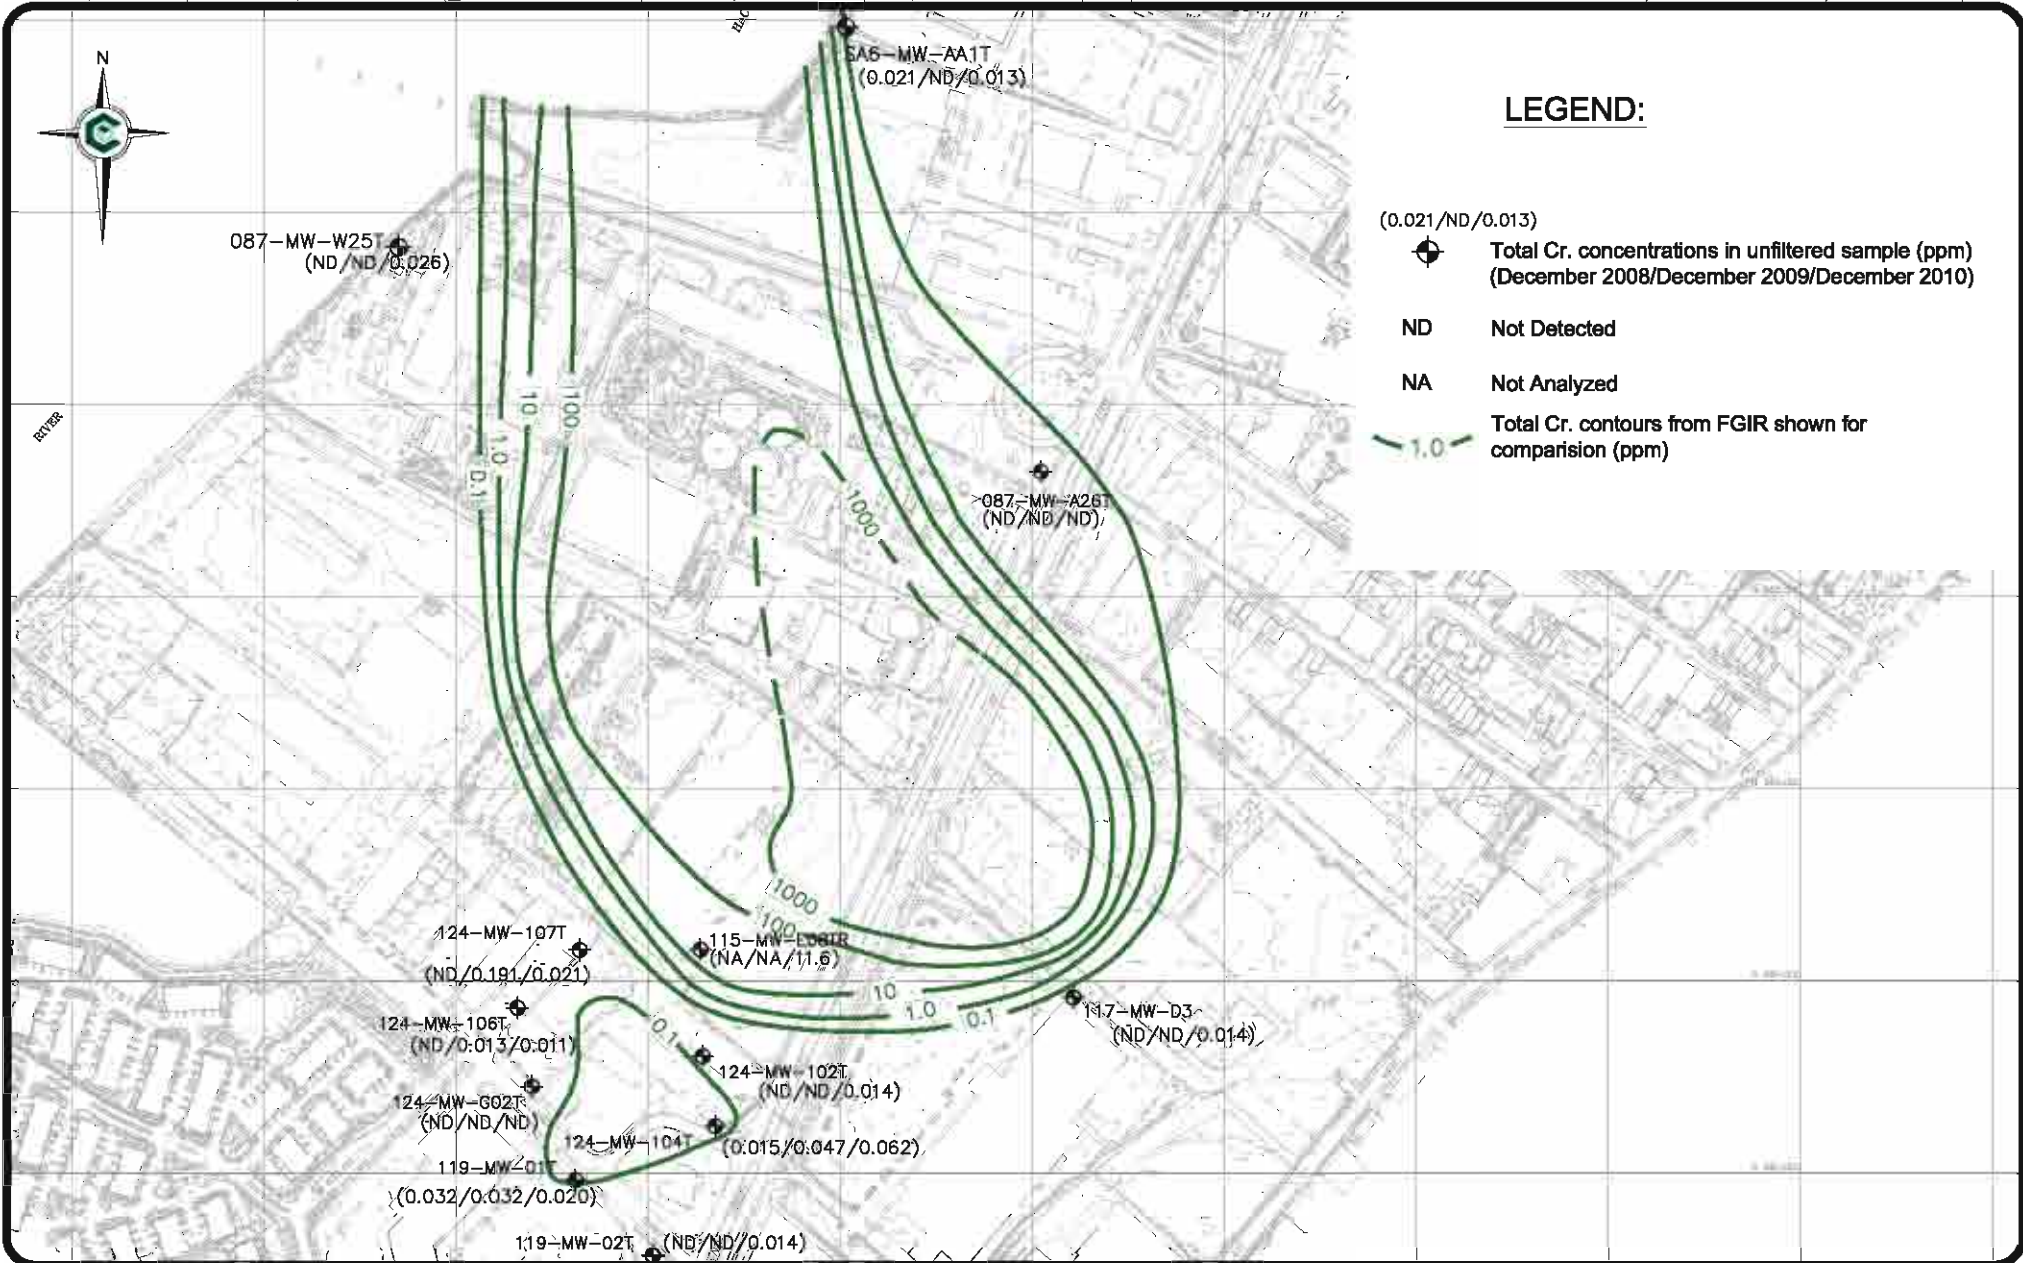 N
SA6-MW-AA1T
(0.021/ND/0.013)
LEGEND:
087-MW-W25T
(ND/ND/0.026)
(0.021/ND/0.013)
Total Cr. concentrations in unfiltered sample (ppm)
(December 2008/December 2009/December 2010)
ND Not Detected
NA Not Analyzed
1.0 Total Cr. contours from FGIR shown for
comparision (ppm)
RIVER
10
100
1.0
0.1
1000
087-MW-A26T
(ND/ND/ND)
1000
100
124-MW-107T
(ND/0.191/0.021)
(NA/NA/11.6)
10
1.0
0.1
117-MW-D3
(ND/ND/0.014)
124-MW-106T
(ND/0.013/0.011)
0.1
124-MW-102T
(ND/ND/0.014)
124-MW-G02T
(ND/ND/ND)
124-MW-104T
(0.015/0.047/0.062)
119-MW-01T
(0.032/0.032/0.020)
119-MW-02T (ND/ND/0.014)